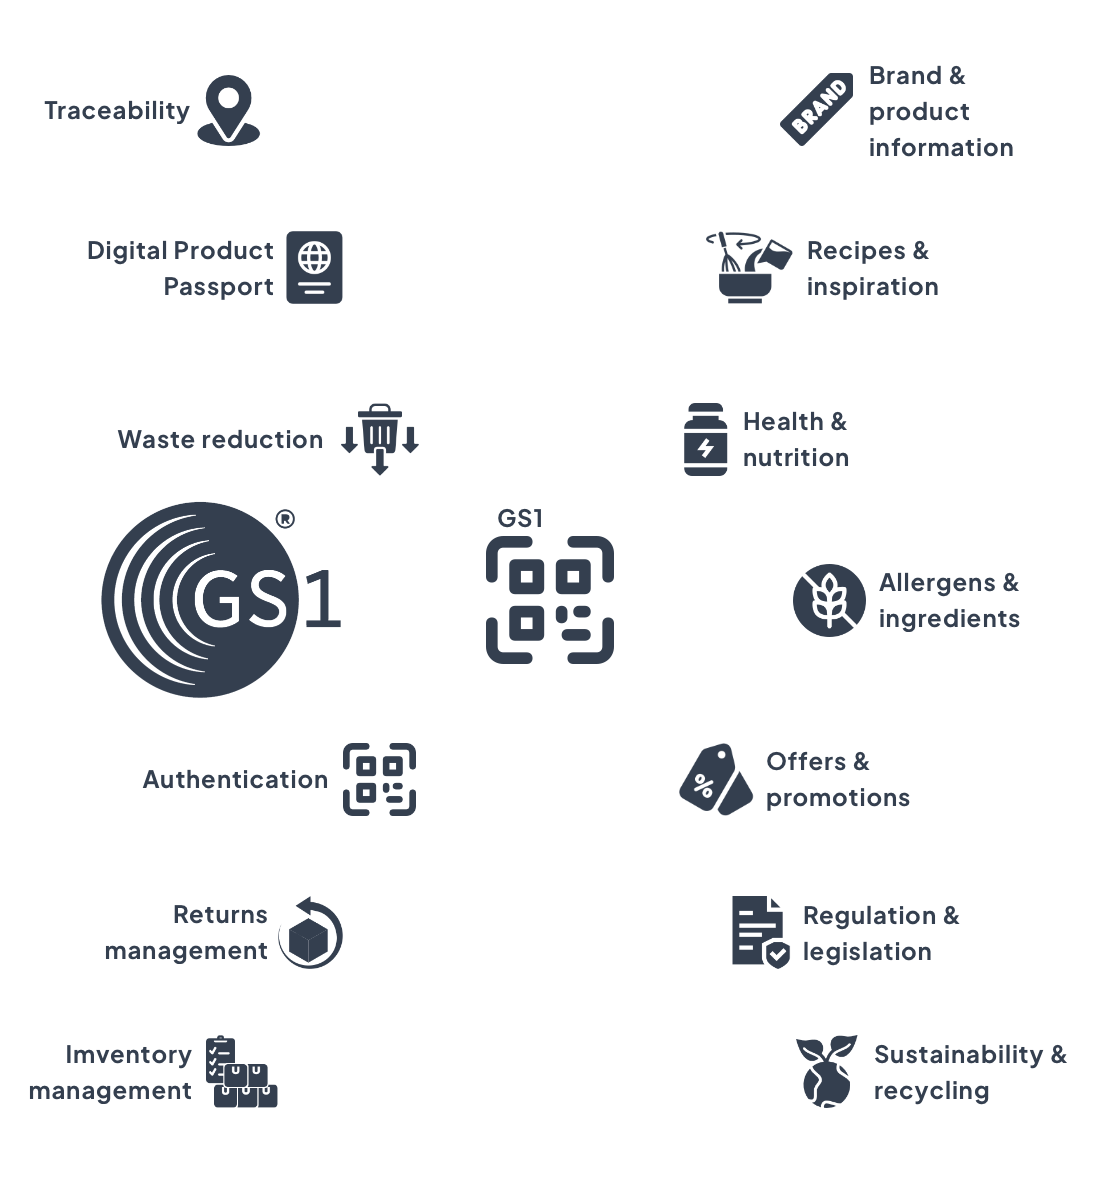 Traceability
BRAND
Brand &
product
information
Digital Product
Passport
Recipes &
inspiration
Waste reduction
Health &
nutrition
GS1
®
GS1
Allergens &
ingredients
Authentication
%
Offers &
promotions
Returns
management
Regulation &
legislation
Imventory
management
Sustainability &
recycling